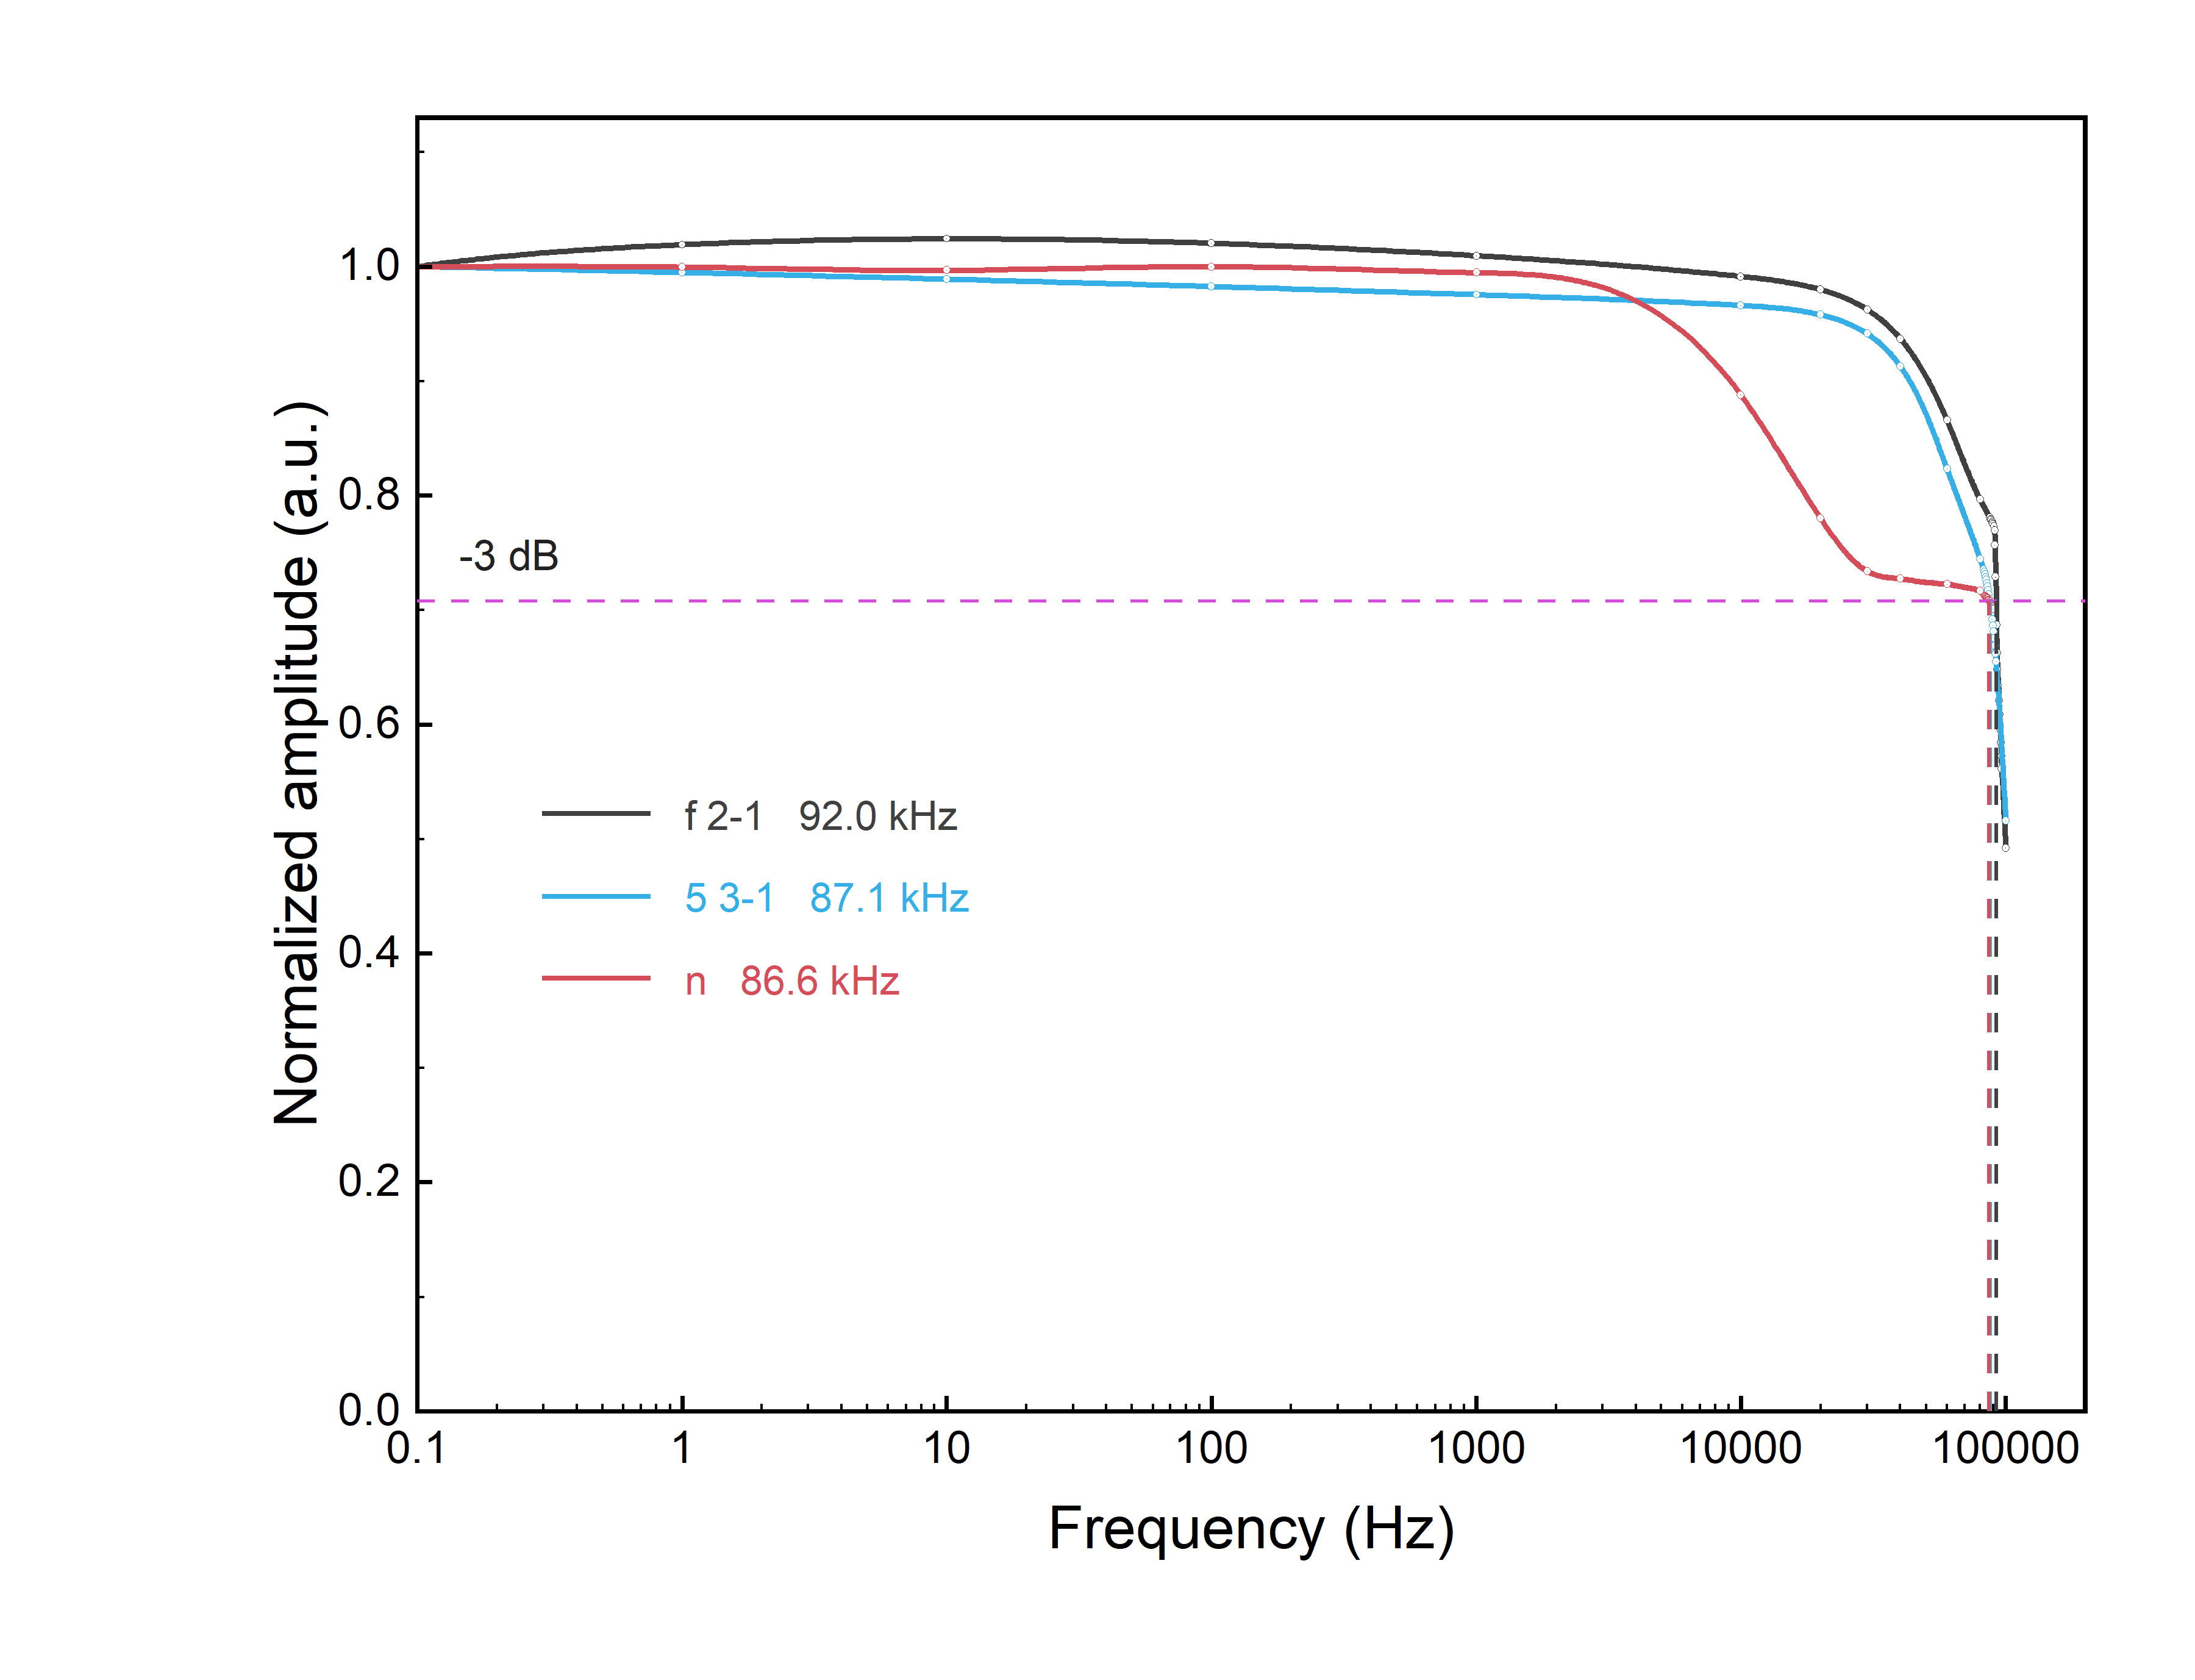 Normalized amplitude (a.u.)
1.0
0.8
0.6
0.4
0.2
0.0
-3 dB
f 2-1 92.0 kHz
5 3-1 87.1 kHz
n 86.6 kHz
0.1 1 10 100 1000 10000 100000
Frequency (Hz)